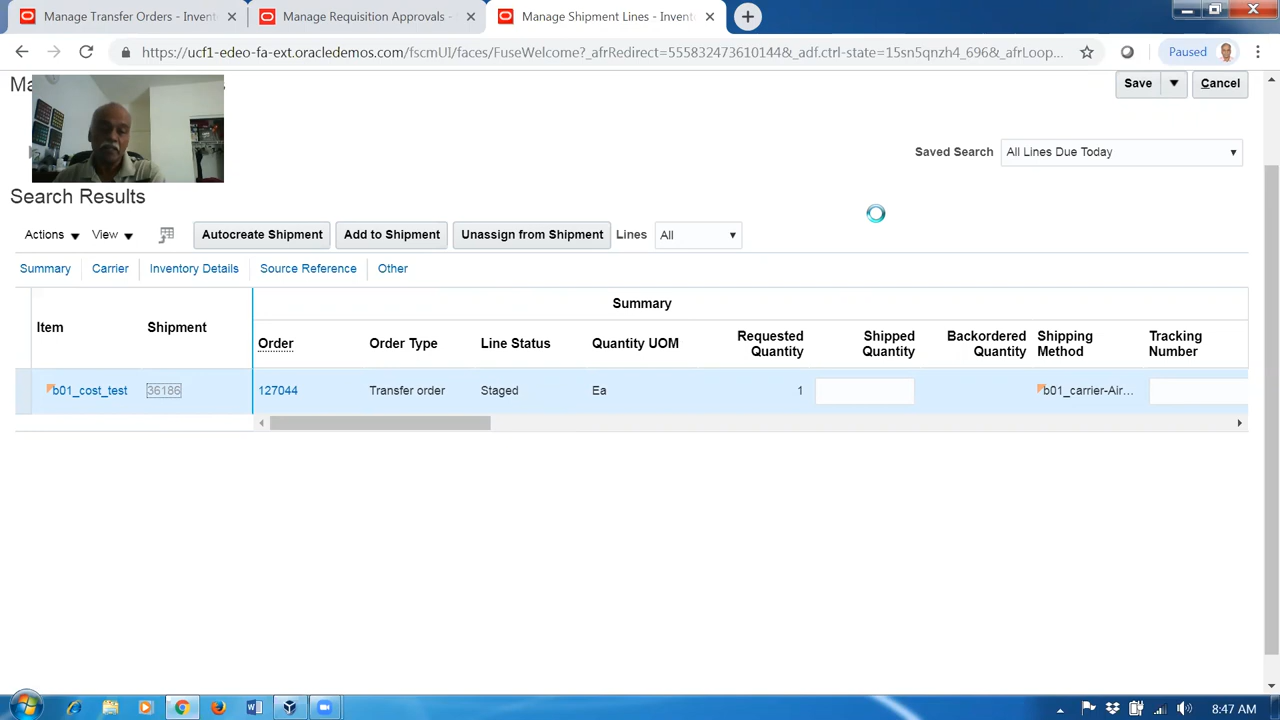 Manage Transfer Orders - Invent
Manage Requisition Approvals -
Manage Shipment Lines - Invent
https://ucf1-edeo-fa-ext.oracledemos.com/fscmUI/faces/FuseWelcome?_afrRedirect=555832473610144&_adf.ctrl-state=15sn5qnzh4_696&_afrLoop...
Paused
Save
Cancel
Saved Search
All Lines Due Today
Search Results
Actions
View
Autocreate Shipment
Add to Shipment
Unassign from Shipment
Lines
All
Summary
Carrier
Inventory Details
Source Reference
Other
Summary
Item
Shipment
Order
Order Type
Line Status
Quantity UOM
Requested Quantity
Shipped Quantity
Backordered Quantity
Shipping Method
Tracking Number
b01_cost_test
36186
127044
Transfer order
Staged
Ea
1
b01_carrier-Air...
8:47 AM